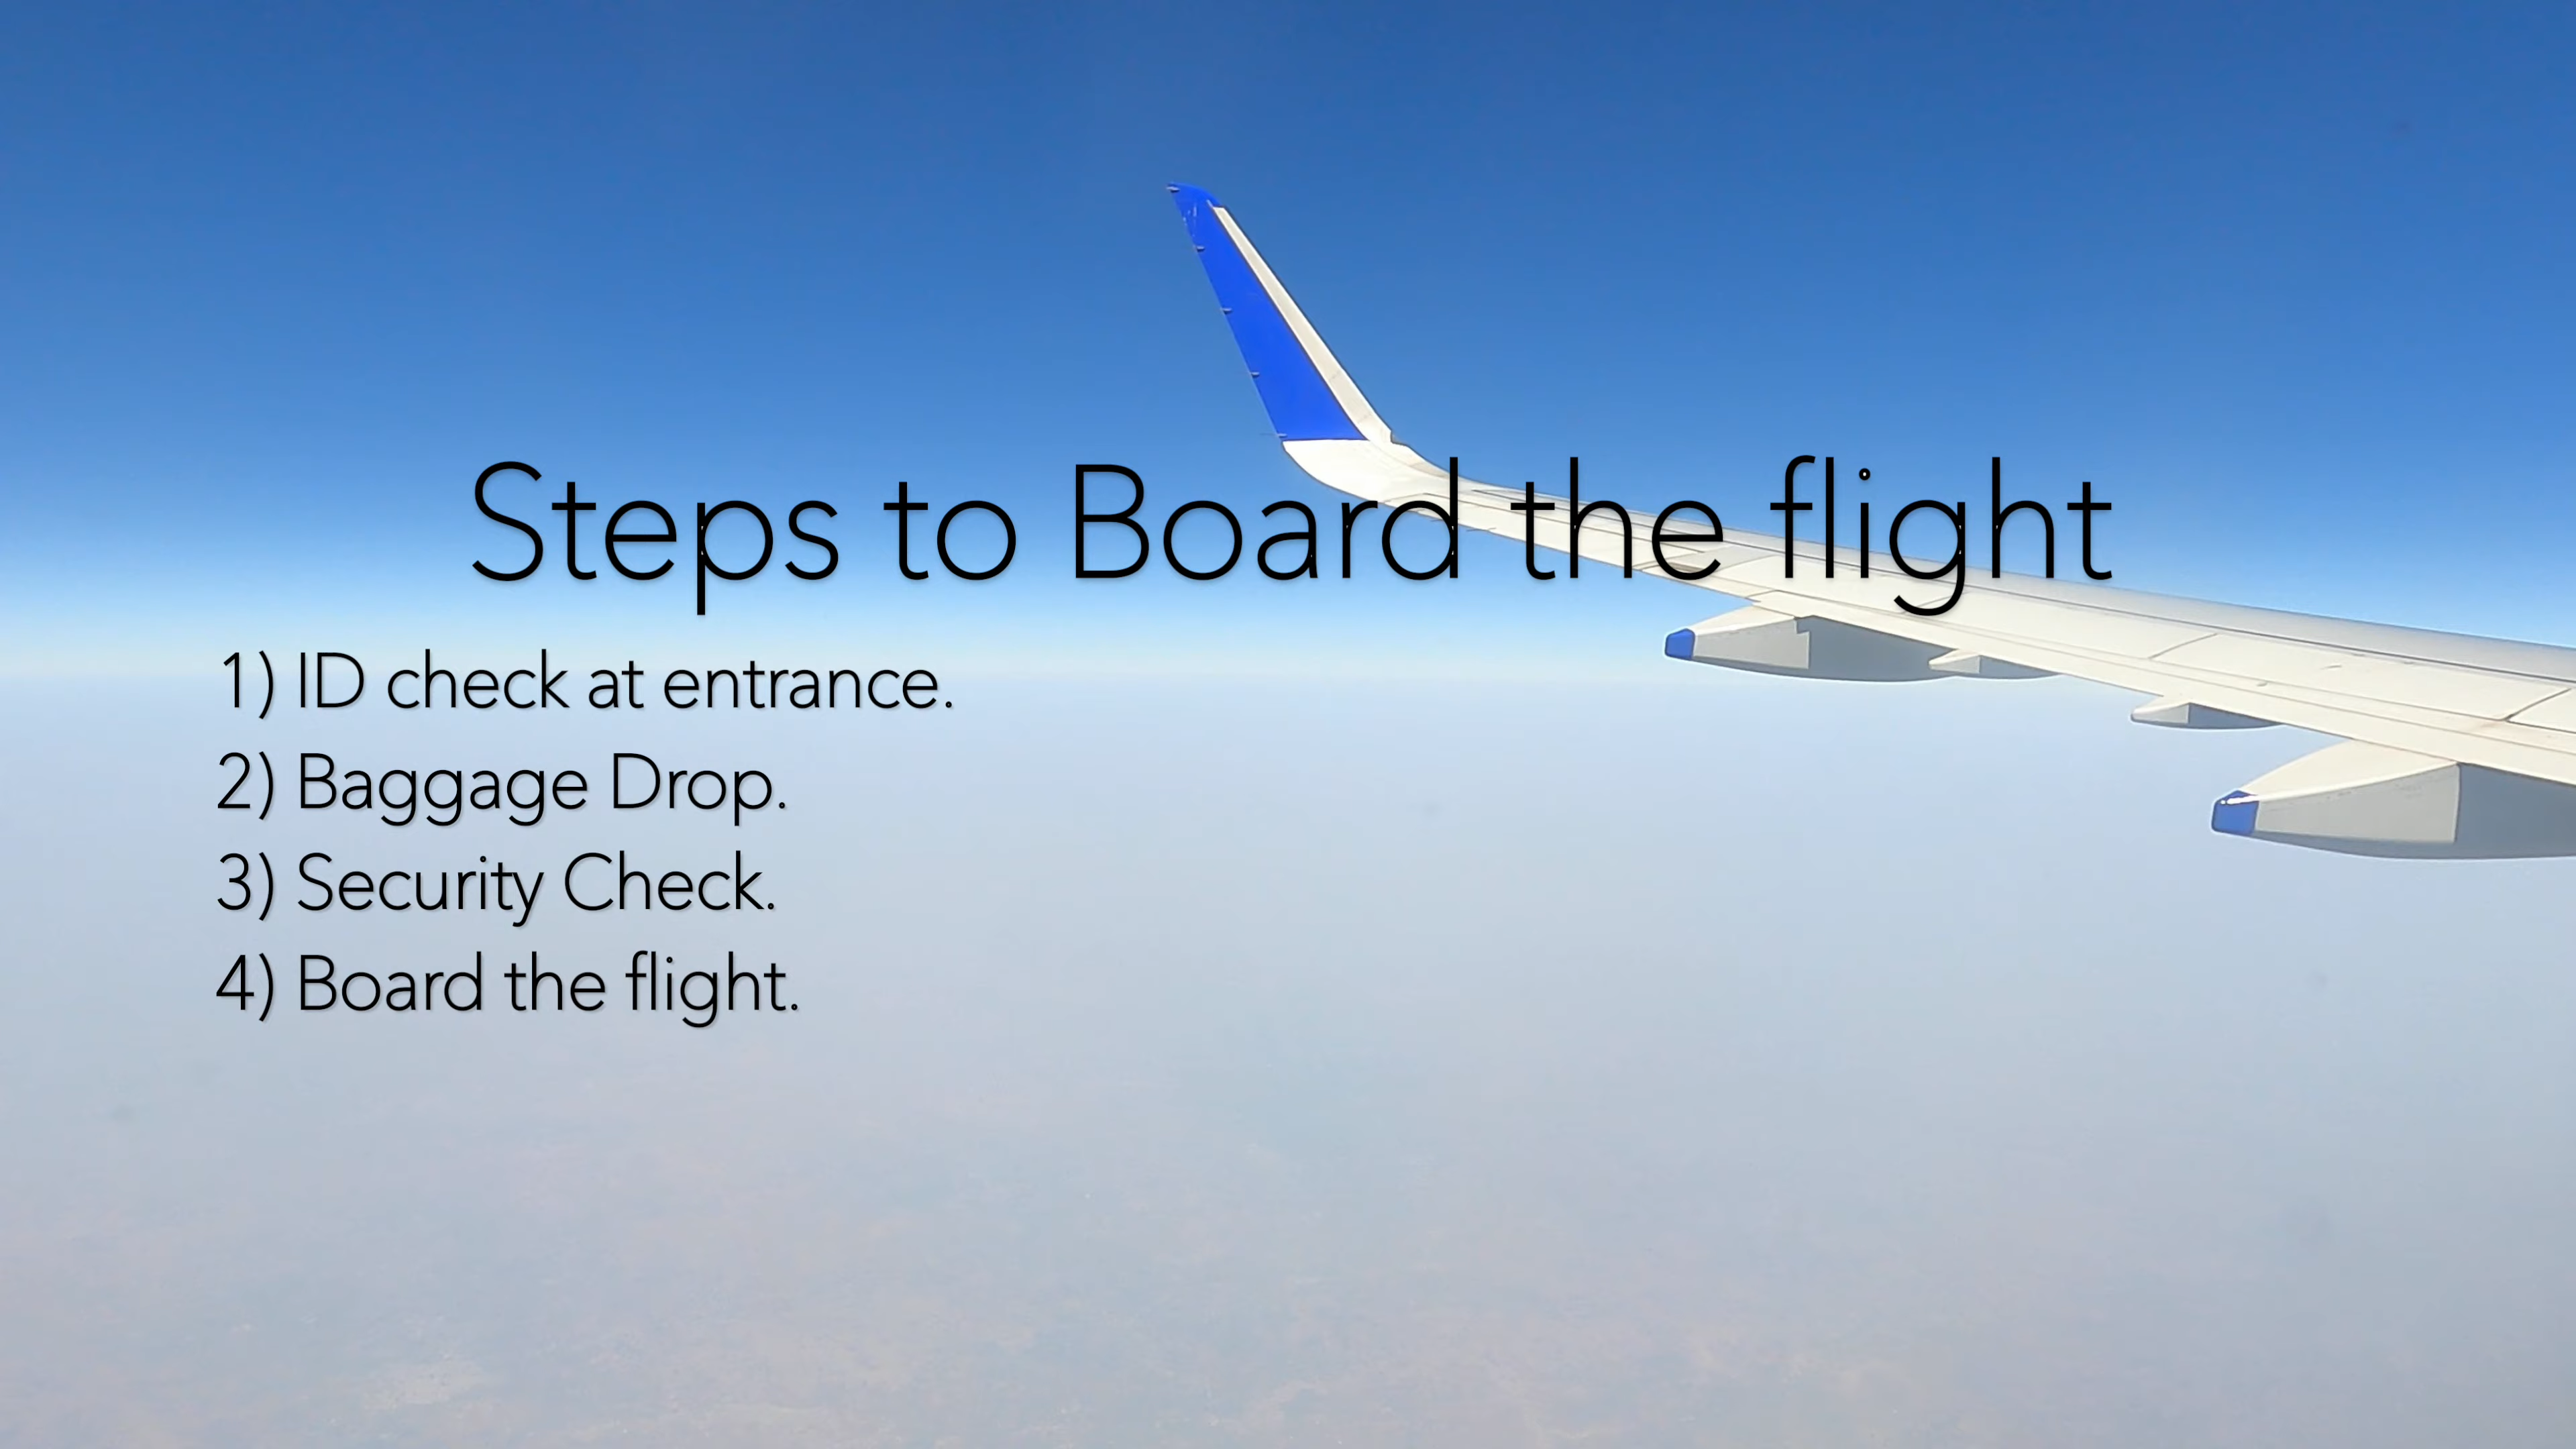 Steps to Board the flight
1) ID check at entrance.
2) Baggage Drop.
3) Security Check.
4) Board the flight.